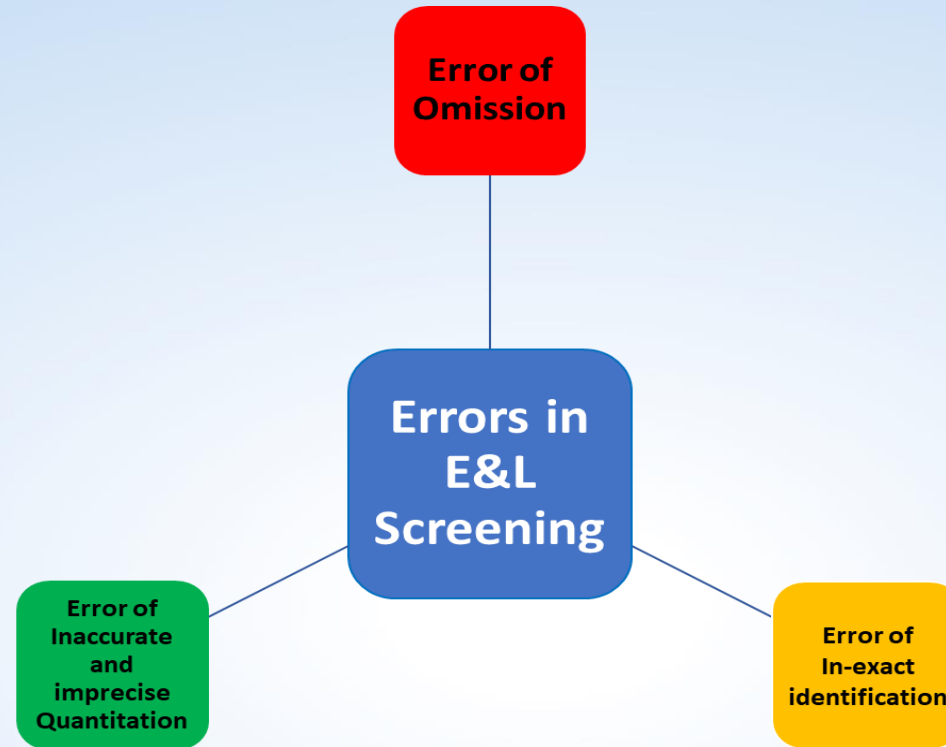 Error of
Omission
Errors in
E&L
Screening
Error of
Inaccurate
and
imprecise
Quantitation
Error of
In-exact
identification